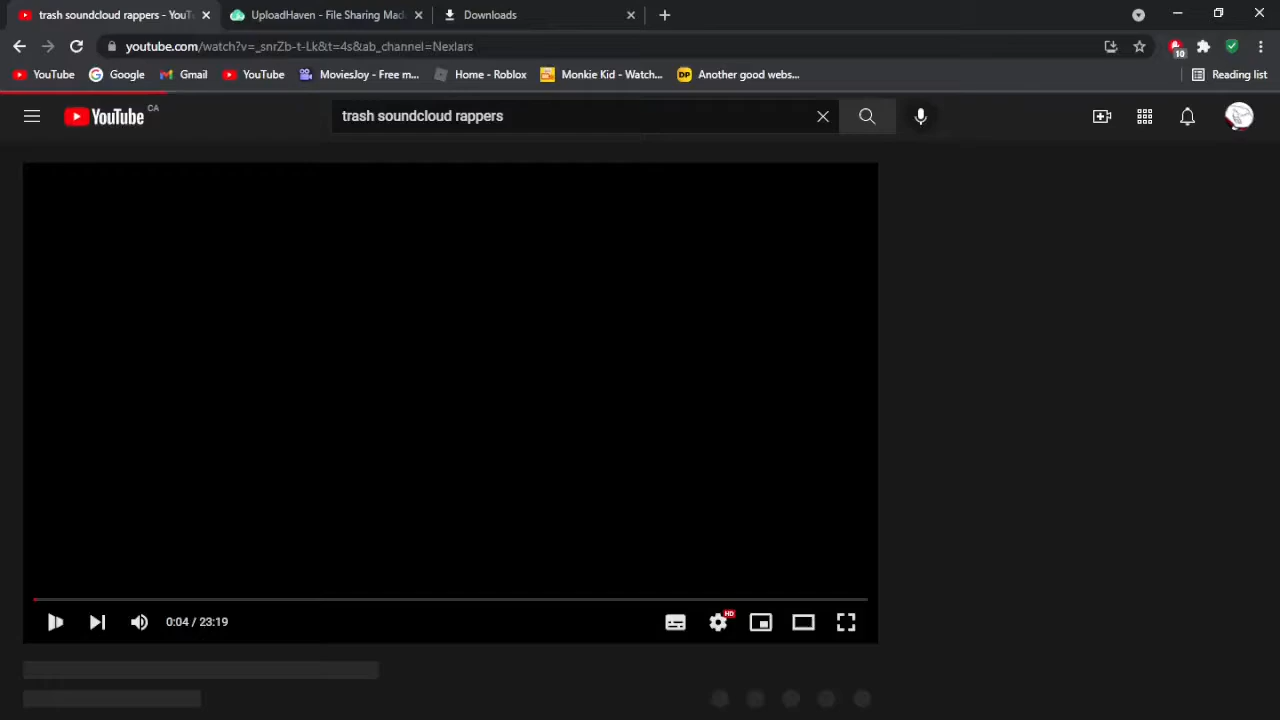 trash soundcloud rappers - YouT
UploadHaven - File Sharing Mad
Downloads
youtube.com/watch?v=_snrZb-t-Lk&t=4s&ab_channel=Nexlars
10
YouTube
Google
Gmail
YouTube
MoviesJoy - Free m...
Home - Roblox
Monkie Kid - Watch...
DP
Another good webs...
Reading list
YouTube CA
trash soundcloud rappers
0:04 / 23:19
HD